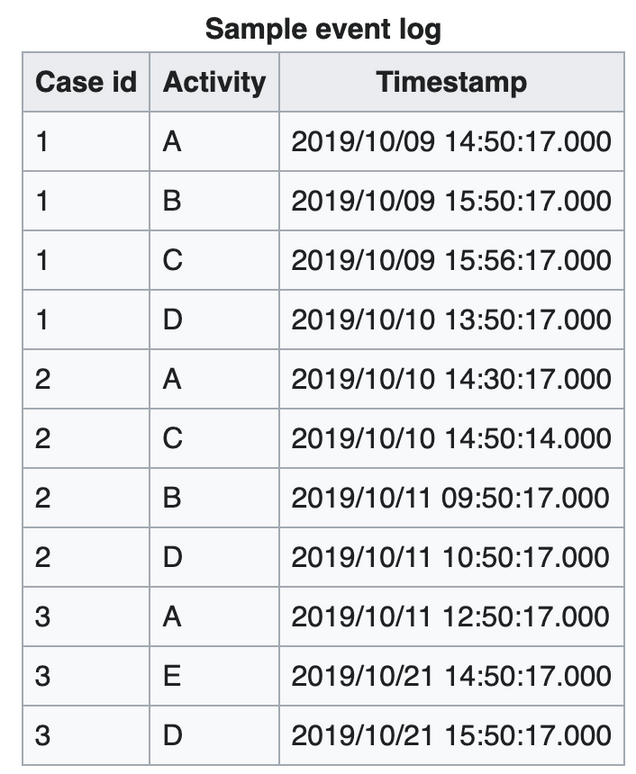 Sample event log
Case id Activity Timestamp
1 A 2019/10/09 14:50:17.000
1 B 2019/10/09 15:50:17.000
1 C 2019/10/09 15:56:17.000
1 D 2019/10/10 13:50:17.000
2 A 2019/10/10 14:30:17.000
2 C 2019/10/10 14:50:14.000
2 B 2019/10/11 09:50:17.000
2 D 2019/10/11 10:50:17.000
3 A 2019/10/11 12:50:17.000
3 E 2019/10/21 14:50:17.000
3 D 2019/10/21 15:50:17.000